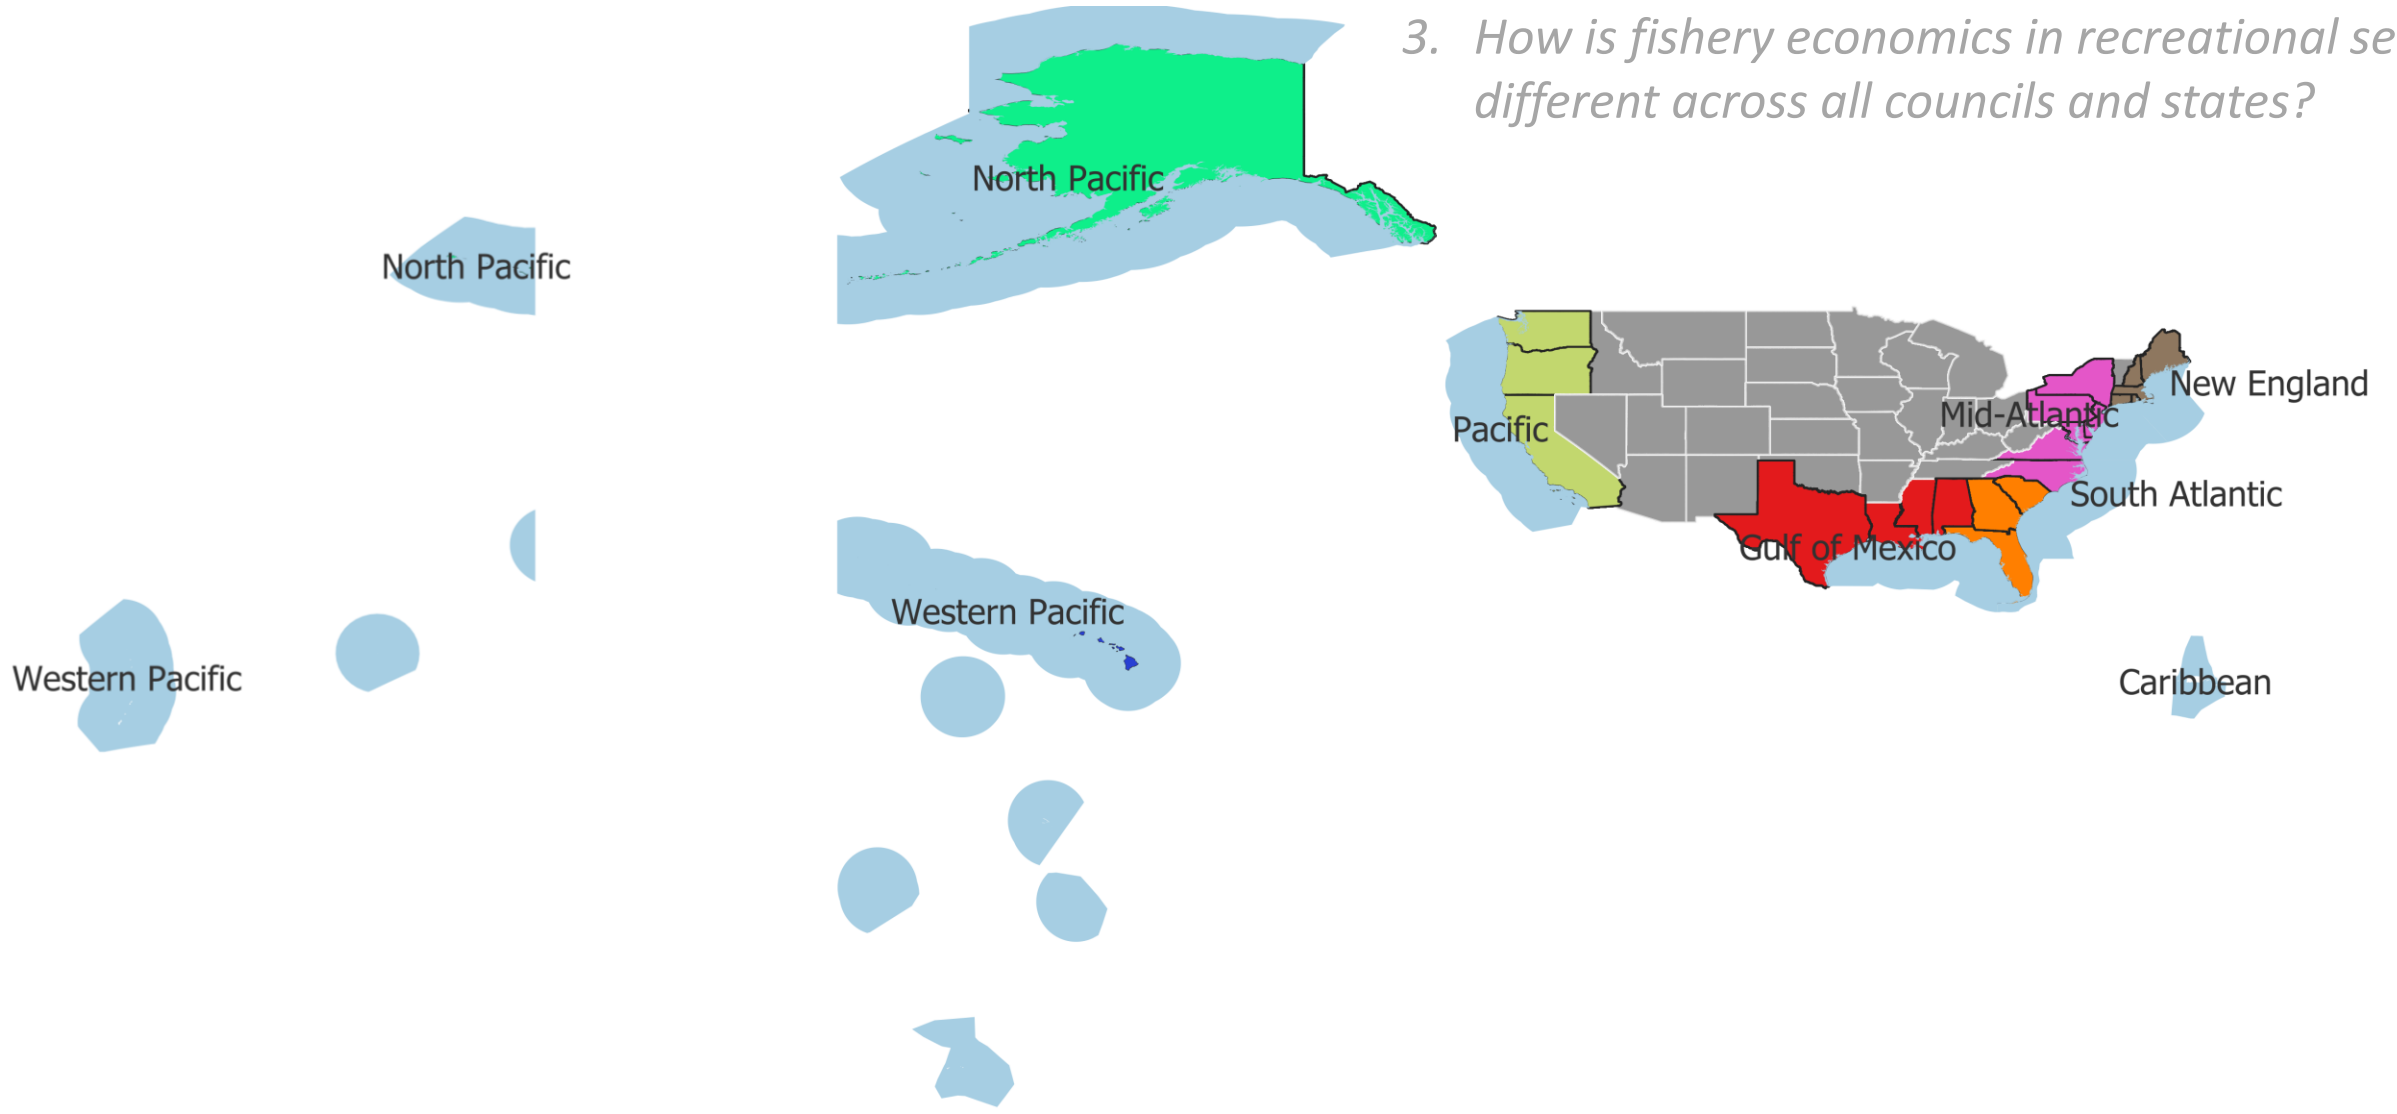 3. How is fishery economics in recreational se
different across all councils and states?
North Pacific
North Pacific
New England
Mid-Atlantic
Pacific
South Atlantic
Gulf of Mexico
Western Pacific
Western Pacific
Caribbean